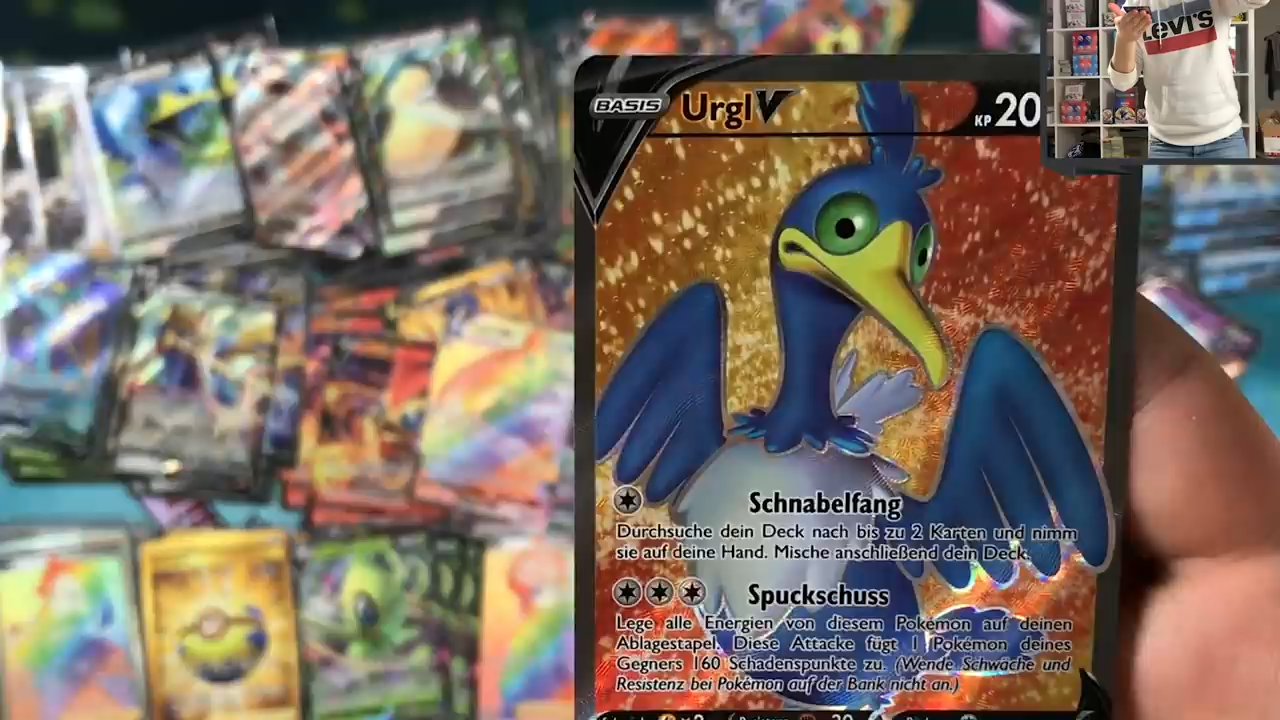 LEVI'S
BASIS Urgl V KP 20
Schnabelfang
Durchsuche dein Deck nach bis zu 2 Karten und nimm
sie auf deine Hand. Mische anschließend dein Deck.
Spuckschuss
Lege alle Energien von diesem Pokémon auf deinen
Ablagestapel. Diese Attacke fügt 1 Pokémon deines
Gegners 160 Schadenspunkte zu. (Wende Schwäche und
Resistenz bei Pokémon auf der Bank nicht an.)